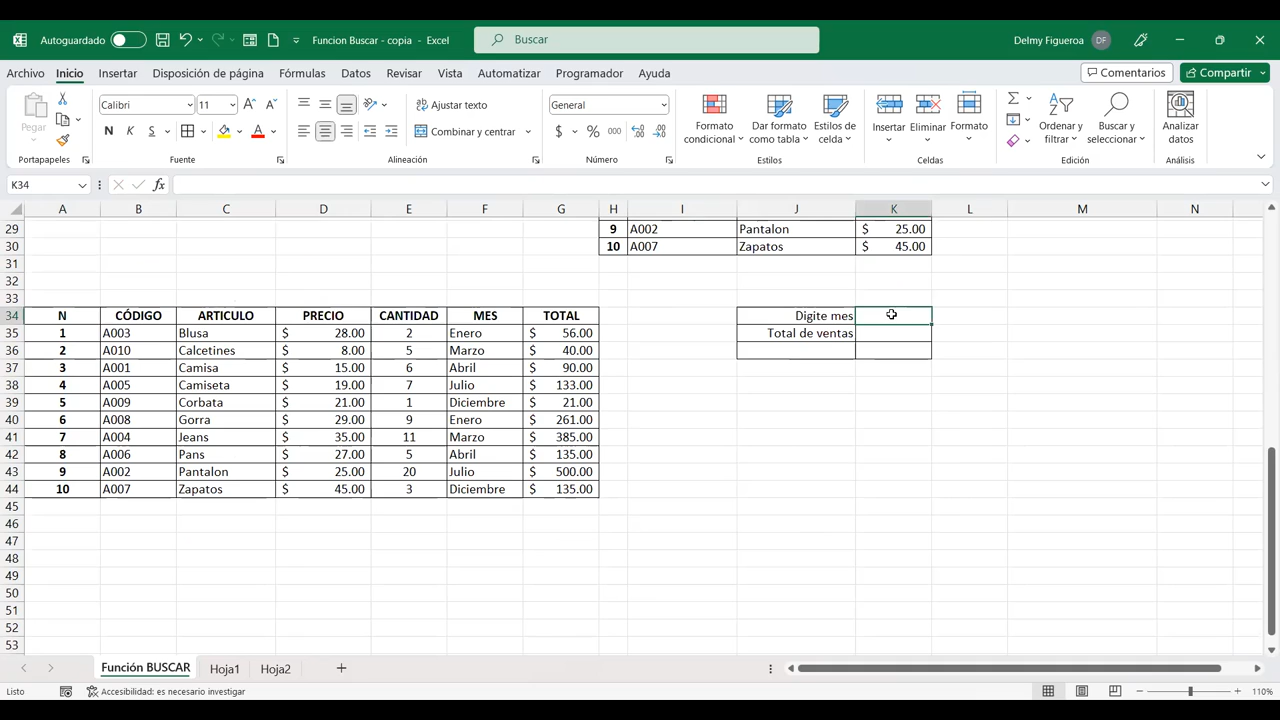 Autoguardado
Funcion Buscar - copia - Excel
Buscar
Delmy Figueroa DF
Archivo Inicio Insertar Disposición de página Fórmulas Datos Revisar Vista Automatizar Programador Ayuda
Comentarios Compartir
Pegar
Calibri 11
N K S
Ajustar texto
Combinar y centrar
General
$ % 000
Formato condicional
Dar formato como tabla
Estilos de celda
Insertar Eliminar Formato
Ordenar y filtrar
Buscar y seleccionar
Analizar datos
Portapapeles Fuente Alineación Número Estilos Celdas Edición Análisis
K34 fx
A B C D E F G H I J K L M N
29 9 A002 Pantalon $ 25.00
30 10 A007 Zapatos $ 45.00
31
32
33
34 N CÓDIGO ARTICULO PRECIO CANTIDAD MES TOTAL Digite mes
35 1 A003 Blusa $ 28.00 2 Enero $ 56.00 Total de ventas
36 2 A010 Calcetines $ 8.00 5 Marzo $ 40.00
37 3 A001 Camisa $ 15.00 6 Abril $ 90.00
38 4 A005 Camiseta $ 19.00 7 Julio $ 133.00
39 5 A009 Corbata $ 21.00 1 Diciembre $ 21.00
40 6 A008 Gorra $ 29.00 9 Enero $ 261.00
41 7 A004 Jeans $ 35.00 11 Marzo $ 385.00
42 8 A006 Pans $ 27.00 5 Abril $ 135.00
43 9 A002 Pantalon $ 25.00 20 Julio $ 500.00
44 10 A007 Zapatos $ 45.00 3 Diciembre $ 135.00
45
46
47
48
49
50
51
52
53
Función BUSCAR Hoja1 Hoja2
Listo Accesibilidad: es necesario investigar 110%